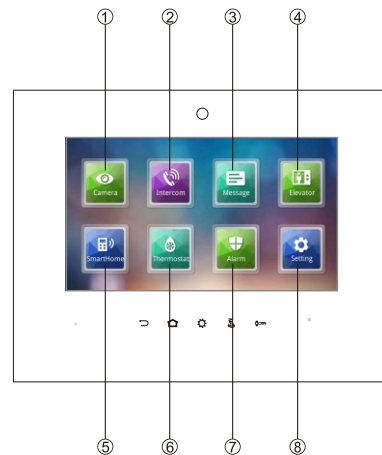 ① ② ③ ④
Camera Intercom Message Elevator
SmartHome Thermostat Alarm Setting
⑤ ⑥ ⑦ ⑧